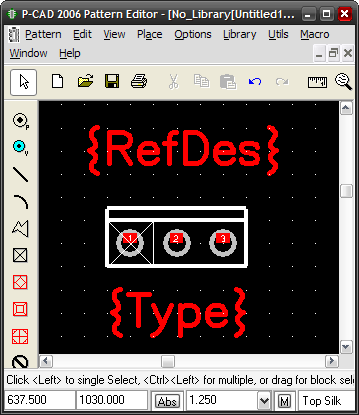 P-CAD 2006 Pattern Editor - [No_Library[Untitled1...
Pattern Edit View Place Options Library Utils Macro
Window Help
P
V
{RefDes}
1 2 3
{Type}
Click <Left> to single Select, <Ctrl><Left> for multiple, or drag for block sele
637.500 1030.000 Abs 1.250 M Top Silk